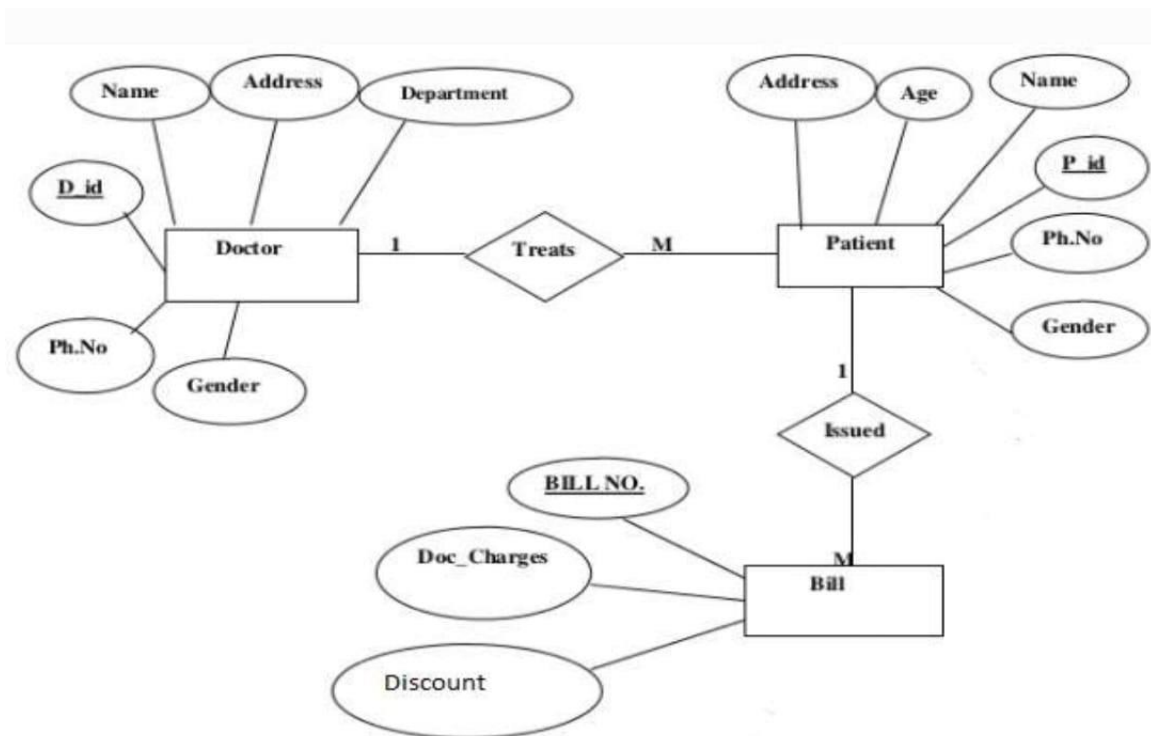 Name
Address
Department
Address
Age
Name
D_id
P_id
Doctor
1
Treats
M
Patient
Ph.No
Ph.No
Gender
Gender
1
Issued
BILL NO.
Doc_Charges
M
Bill
Discount